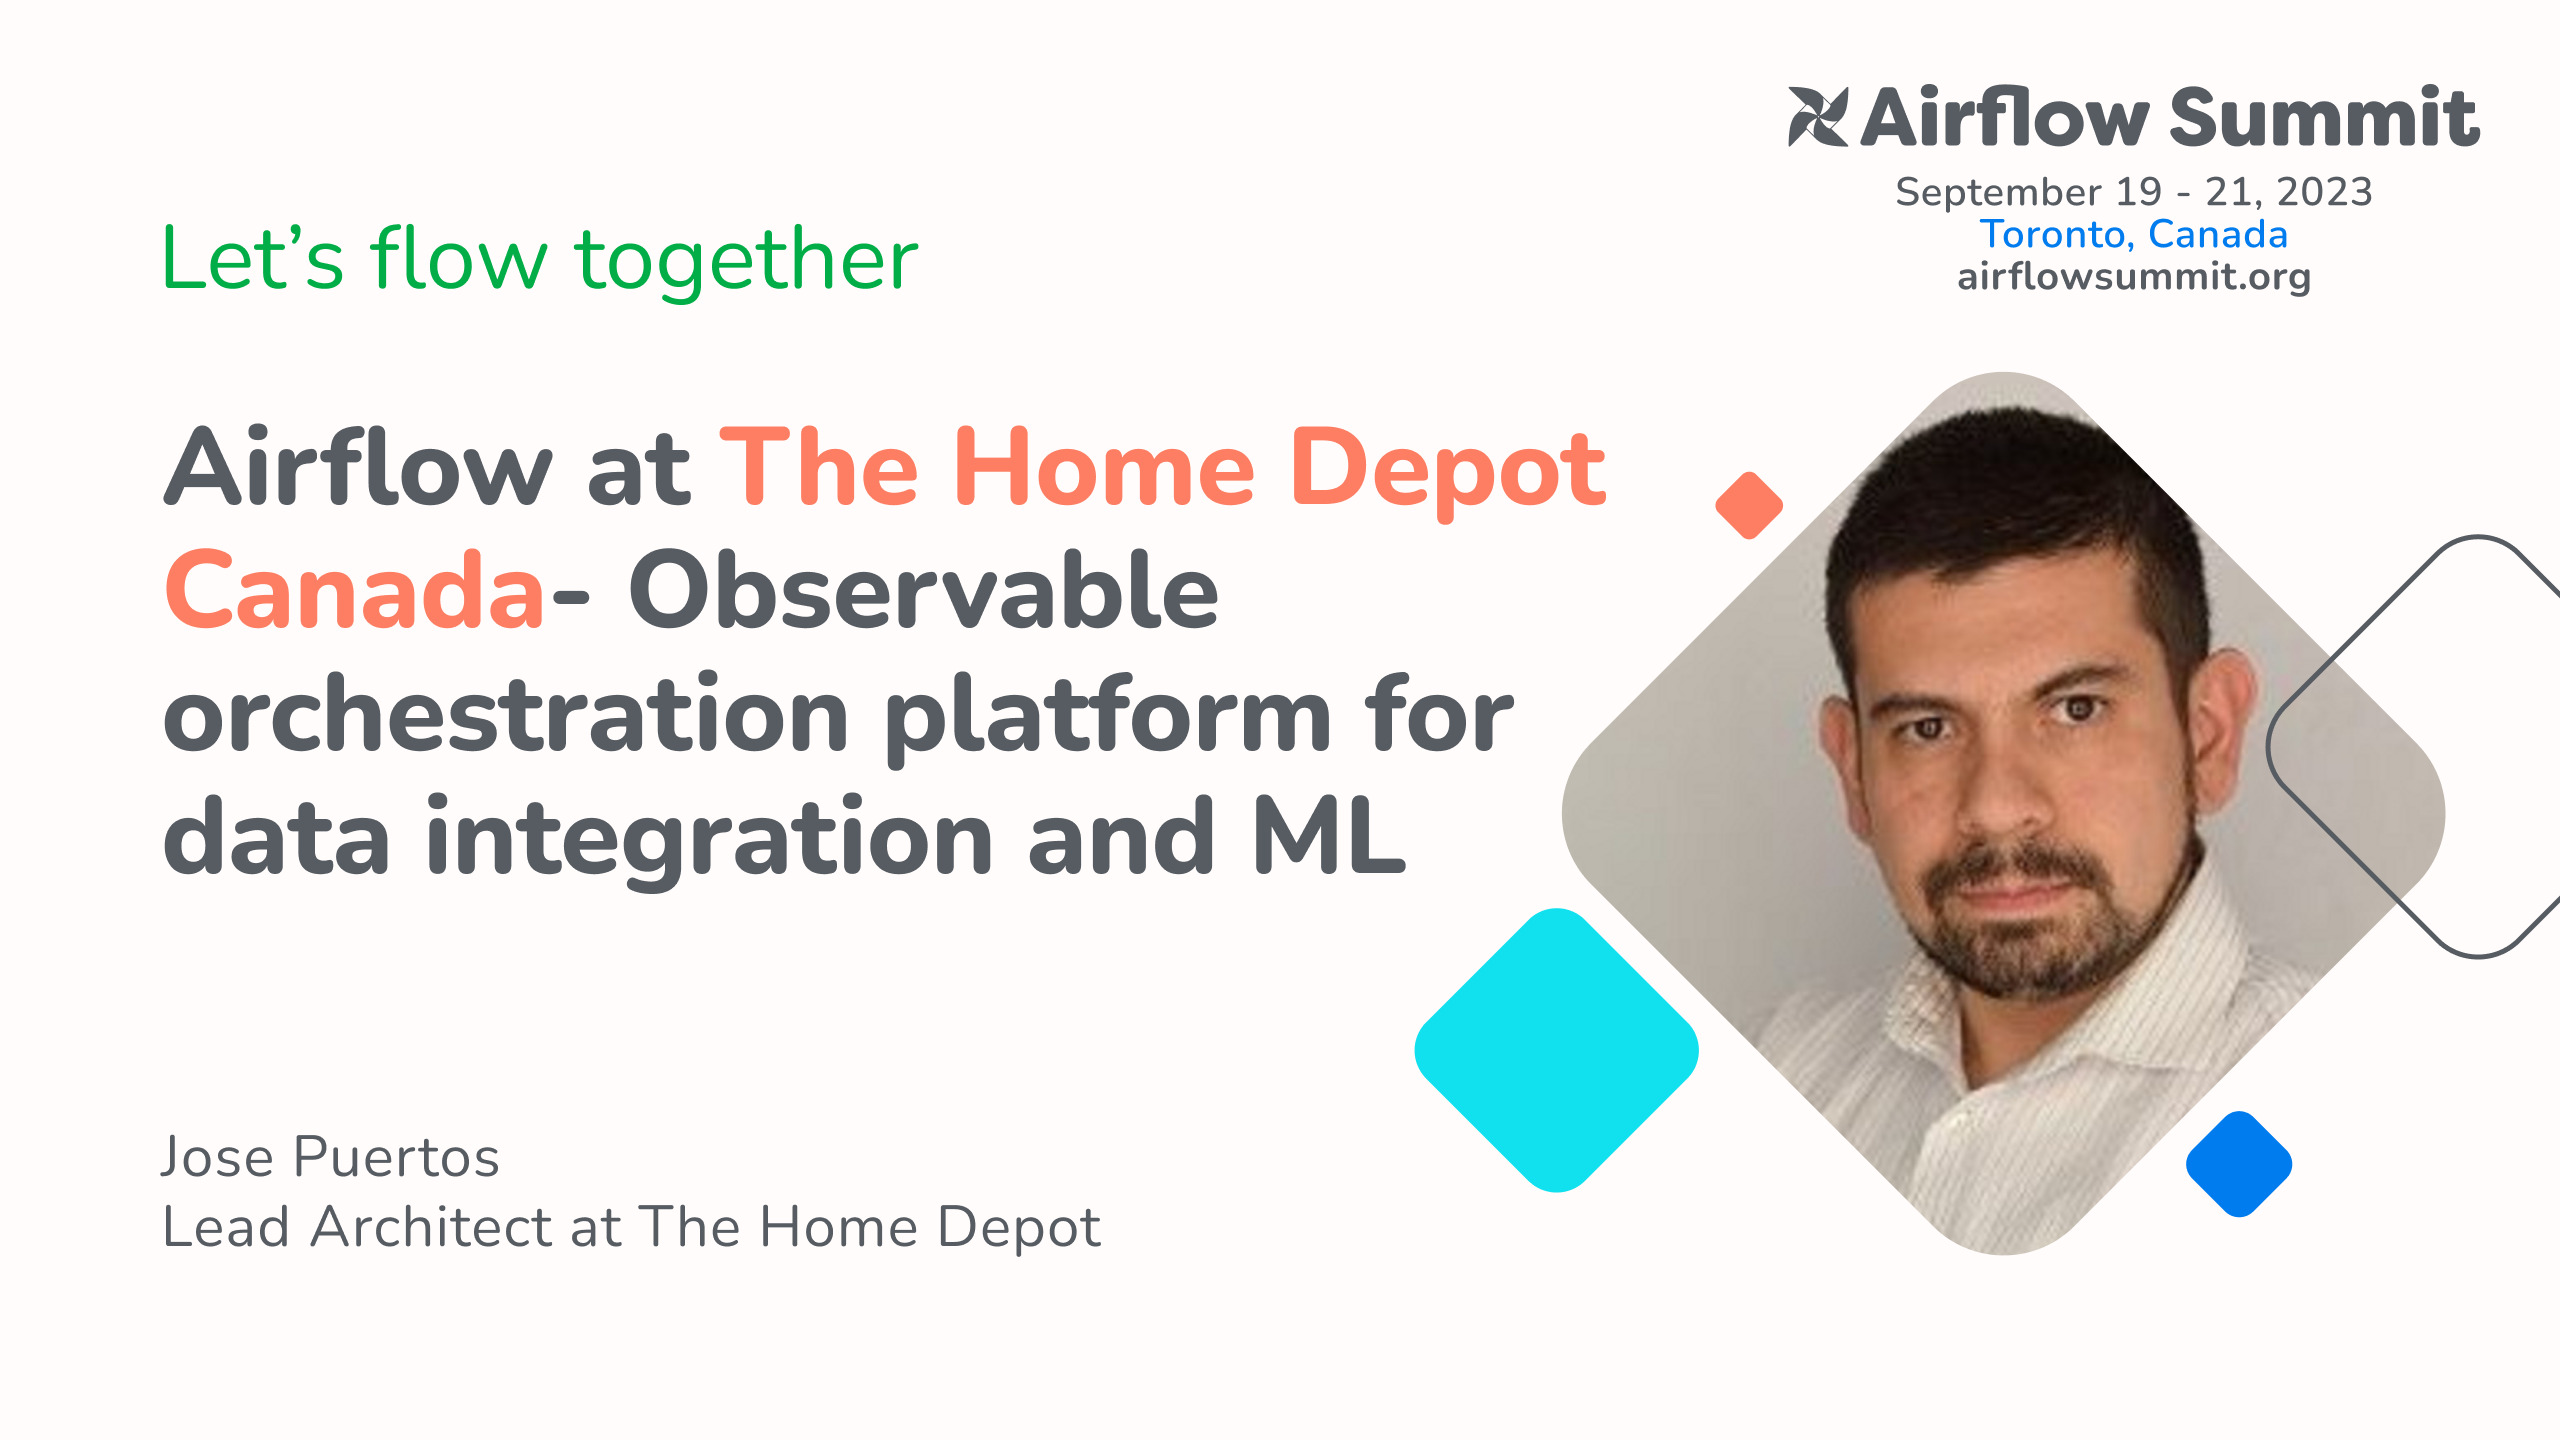 Airflow Summit
September 19 - 21, 2023
Toronto, Canada
airflowsummit.org
Let’s flow together
Airflow at The Home Depot
Canada- Observable
orchestration platform for
data integration and ML
Jose Puertos
Lead Architect at The Home Depot